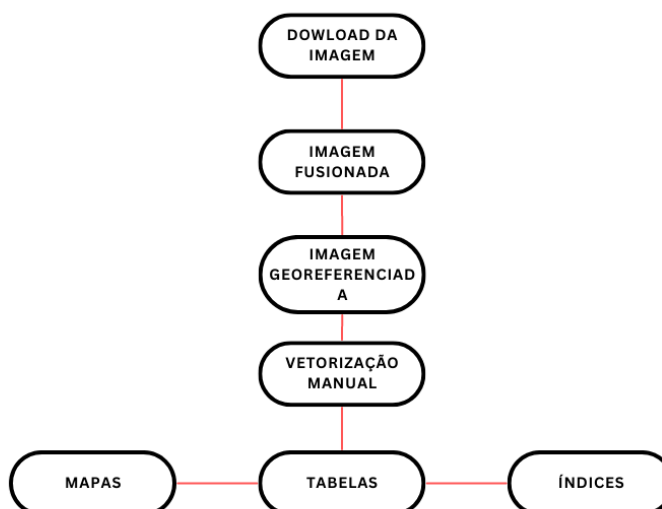 DOWLOAD DA
IMAGEM
IMAGEM
FUSIONADA
IMAGEM
GEOREFERENCIAD
A
VETORIZAÇÃO
MANUAL
MAPAS
TABELAS
ÍNDICES